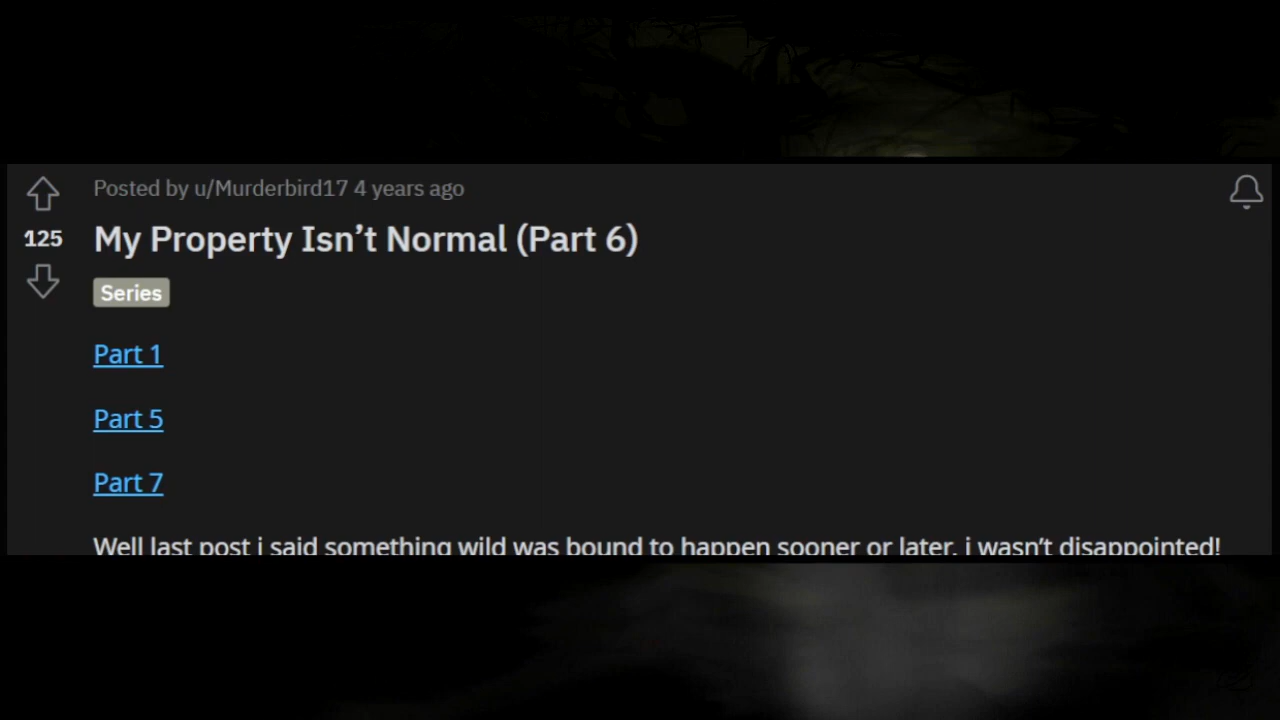 Posted by u/Murderbird17 4 years ago
125
My Property Isn’t Normal (Part 6)
Series
Part 1
Part 5
Part 7
Well last post i said something wild was bound to happen sooner or later, i wasn’t disappointed!